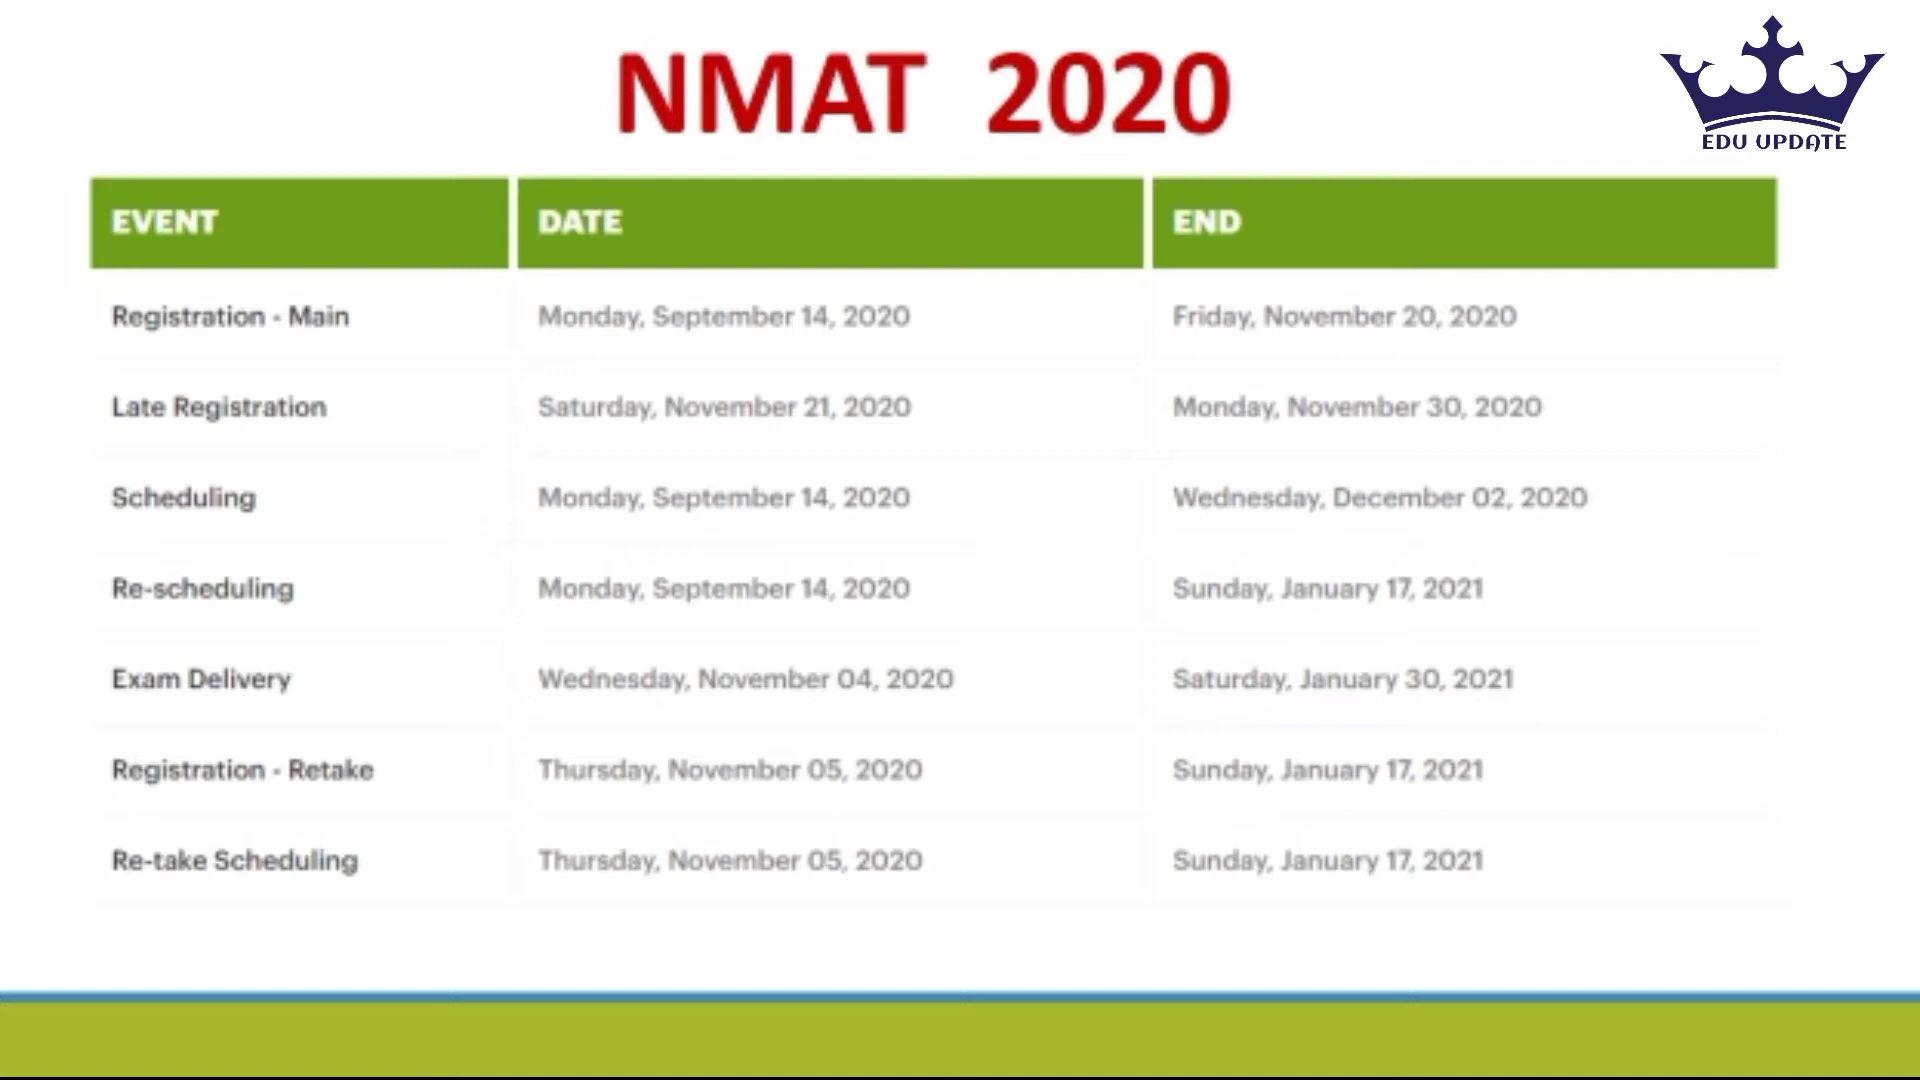 NMAT 2020
EDU UPDATE
EVENT DATE END
Registration - Main Monday, September 14, 2020 Friday, November 20, 2020
Late Registration Saturday, November 21, 2020 Monday, November 30, 2020
Scheduling Monday, September 14, 2020 Wednesday, December 02, 2020
Re-scheduling Monday, September 14, 2020 Sunday, January 17, 2021
Exam Delivery Wednesday, November 04, 2020 Saturday, January 30, 2021
Registration - Retake Thursday, November 05, 2020 Sunday, January 17, 2021
Re-take Scheduling Thursday, November 05, 2020 Sunday, January 17, 2021